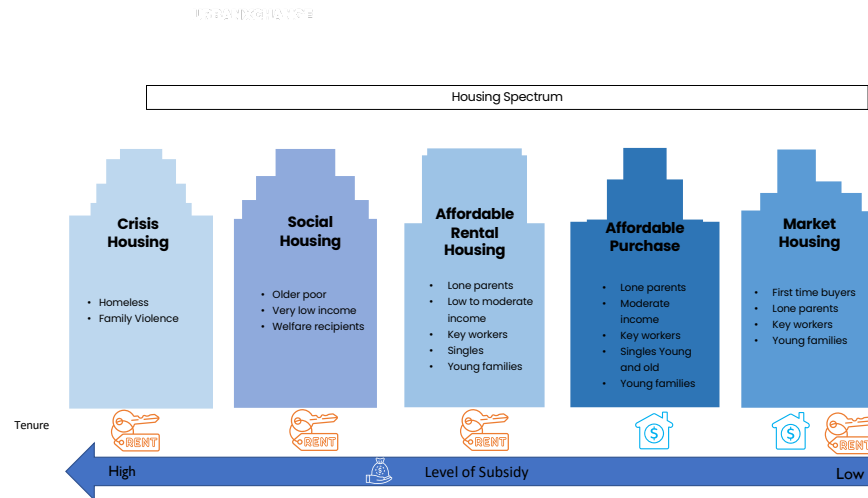 URBANXCHANGE
Housing Spectrum
Crisis
Housing
• Homeless
• Family Violence
Social
Housing
• Older poor
• Very low income
• Welfare recipients
Affordable
Rental
Housing
• Lone parents
• Low to moderate
income
• Key workers
• Singles
• Young families
Affordable
Purchase
• Lone parents
• Moderate
income
• Key workers
• Singles Young
and old
• Young families
Market
Housing
• First time buyers
• Lone parents
• Key workers
• Young families
Tenure
RENT
RENT
RENT
$
$
RENT
High
$
Level of Subsidy
Low